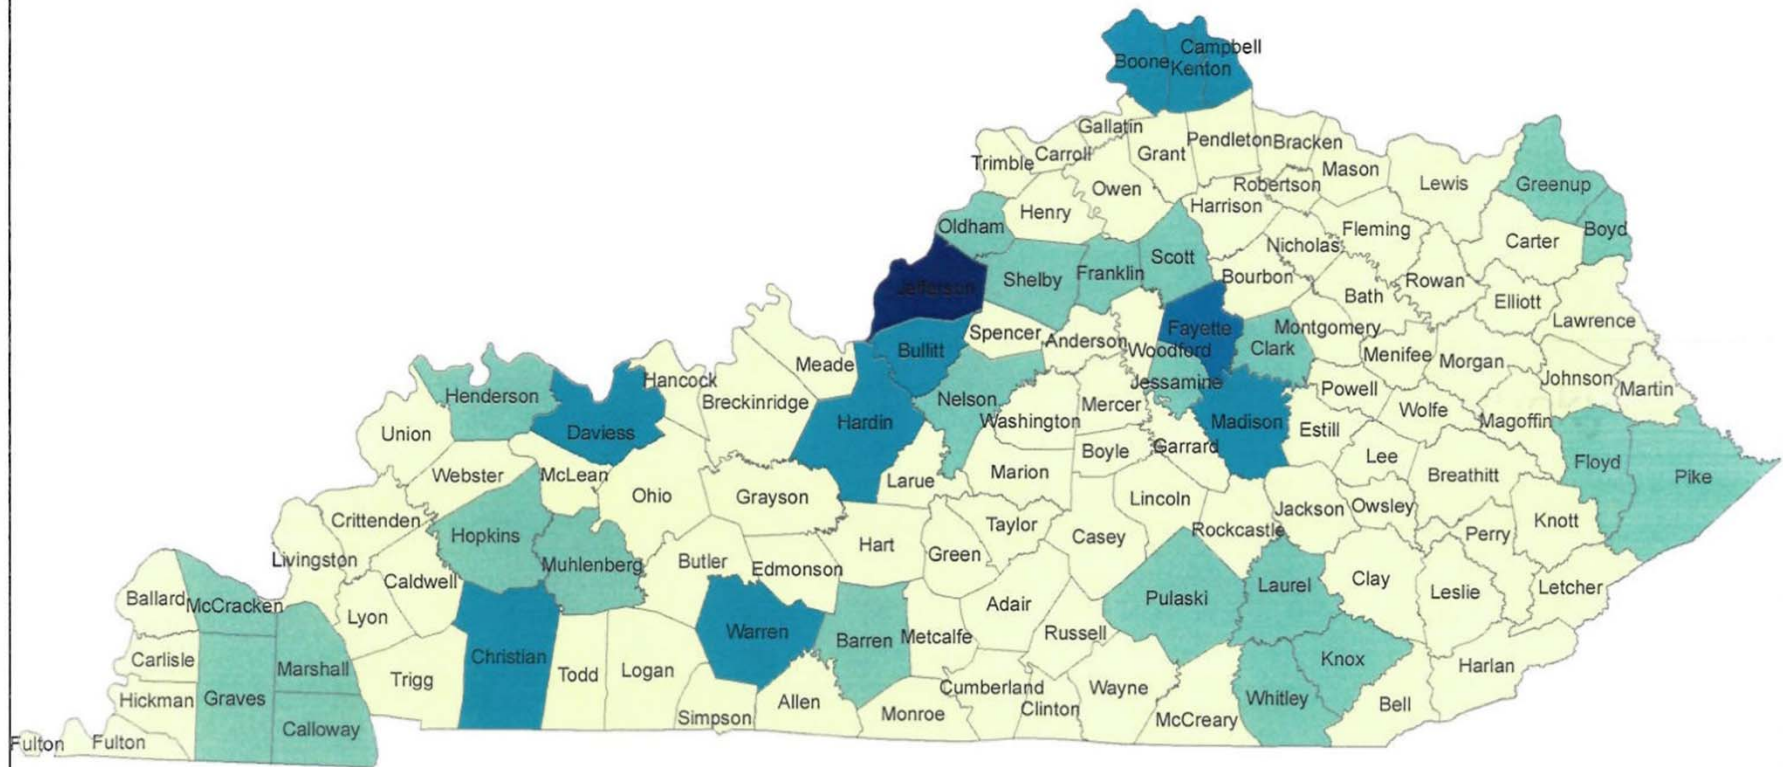 Campbell
Boone
Kenton
Gallatin
Pendleton
Bracken
Trimble
Carroll
Grant
Mason
Owen
Robertson
Lewis
Greenup
Henry
Harrison
Oldham
Fleming
Boyd
Nicholas
Carter
Scott
Shelby
Franklin
Bourbon
Rowan
Jefferson
Bath
Elliott
Lawrence
Spencer
Anderson
Fayette
Montgomery
Bullitt
Woodford
Clark
Menifee
Morgan
Meade
Hancock
Jessamine
Johnson
Martin
Henderson
Breckinridge
Nelson
Mercer
Powell
Wolfe
Magoffin
Union
Daviess
Hardin
Washington
Madison
Estill
Garrard
Boyle
Lee
Floyd
Pike
Webster
McLean
Ohio
Grayson
Larue
Marion
Breathitt
Lincoln
Jackson
Owsley
Crittenden
Hopkins
Taylor
Rockcastle
Casey
Perry
Knott
Livingston
Muhlenberg
Butler
Edmonson
Hart
Green
Caldwell
Laurel
Clay
Leslie
Letcher
Ballard
McCracken
Lyon
Adair
Pulaski
Warren
Barren
Metcalfe
Russell
Carlisle
Marshall
Christian
Knox
Harlan
Hickman
Graves
Trigg
Todd
Logan
Allen
Cumberland
Wayne
Whitley
Bell
Calloway
Simpson
Monroe
Clinton
McCreary
Fulton
Fulton